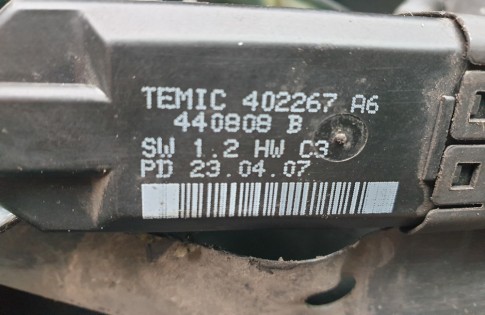 TEMIC 402267 A6
440808 B
SW 1.2 HW C3
PD 23.04.07